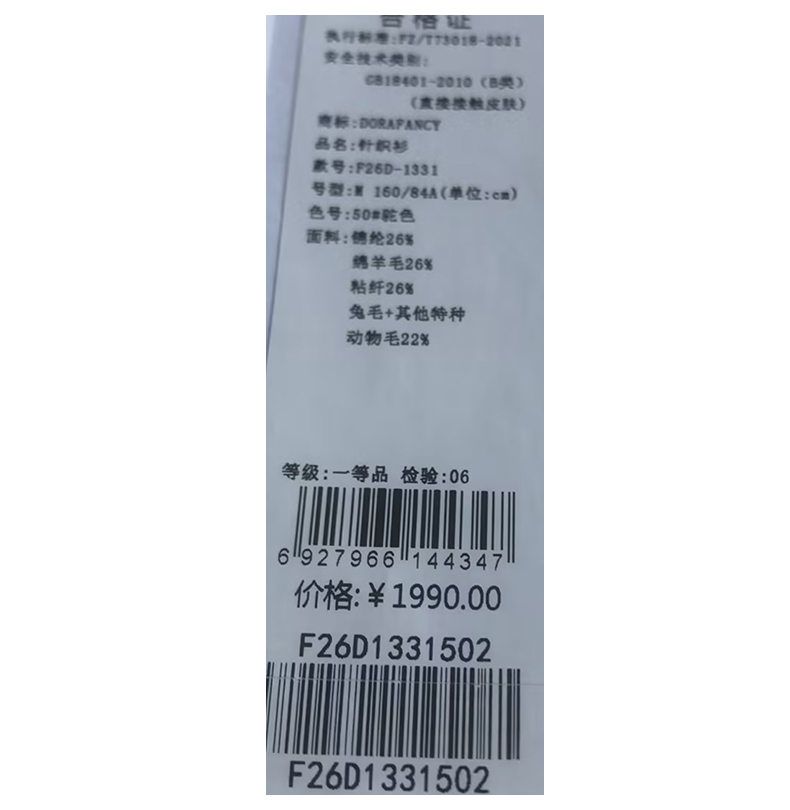 合格证
执行标准:FZ/T73018-2021
安全技术类别:
GB18401-2010（B类）
（直接接触皮肤）
商标:DORAFANCY
品名:针织衫
款号:F26D-1331
号型:M 160/84A(单位:cm)
色号:50#驼色
面料:锦纶26%
绵羊毛26%
粘纤26%
兔毛+其他特种
动物毛22%
等级:一等品 检验:06
6 927966 144347
价格:¥1990.00
F26D1331502
F26D1331502